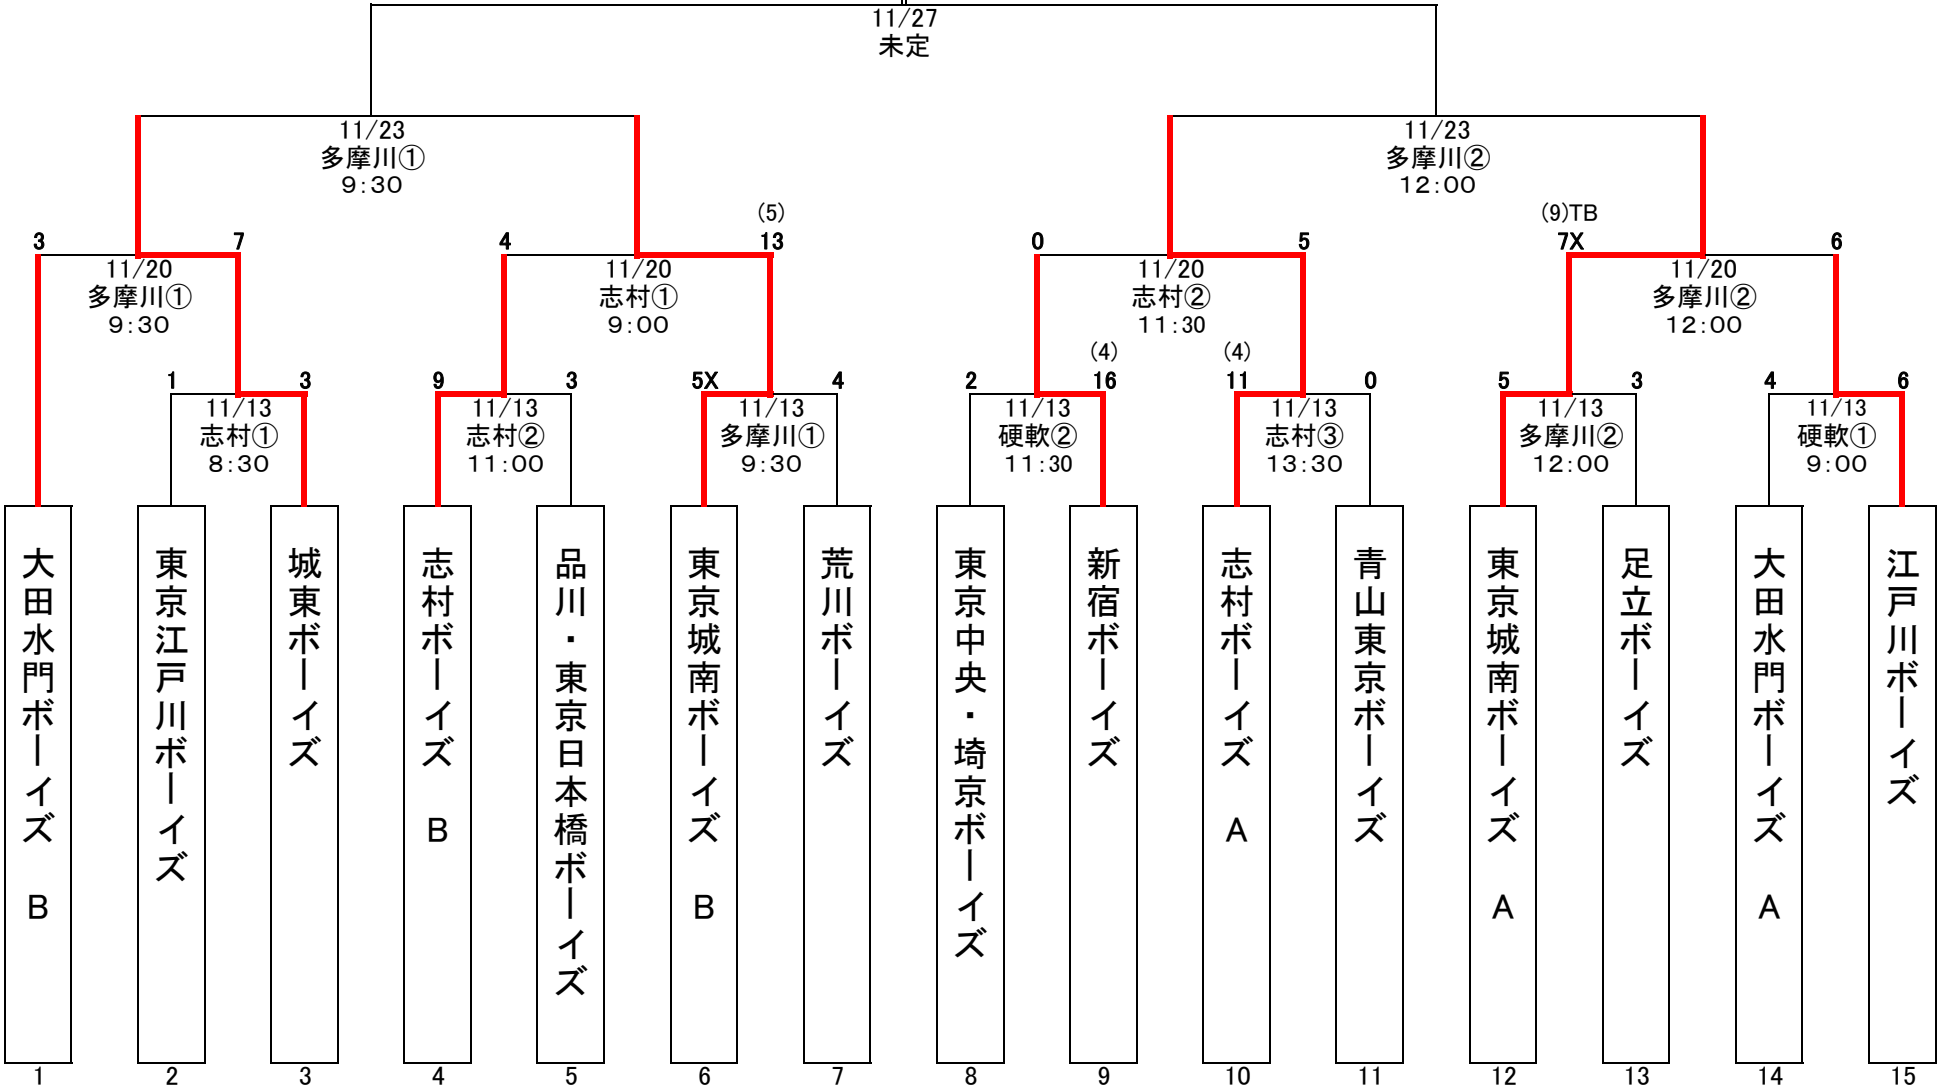 11/27
未定
11/23
多摩川①
9:30
11/23
多摩川②
12:00
(5)
(9)TB
3
7
4
13
0
5
7X
6
11/20
多摩川①
9:30
11/20
志村①
9:00
11/20
志村②
11:30
11/20
多摩川②
12:00
(4)
(4)
1
3
9
3
5X
4
2
16
11
0
5
3
4
6
11/13
志村①
8:30
11/13
志村②
11:00
11/13
多摩川①
9:30
11/13
硬軟②
11:30
11/13
志村③
13:30
11/13
多摩川②
12:00
11/13
硬軟①
9:00
大田水門ボーイズ B
東京江戸川ボーイズ
城東ボーイズ
志村ボーイズ B
品川・東京日本橋ボーイズ
東京城南ボーイズ B
荒川ボーイズ
東京中央・埼京ボーイズ
新宿ボーイズ
志村ボーイズ A
青山東京ボーイズ
東京城南ボーイズ A
足立ボーイズ
大田水門ボーイズ A
江戸川ボーイズ
1
2
3
4
5
6
7
8
9
10
11
12
13
14
15